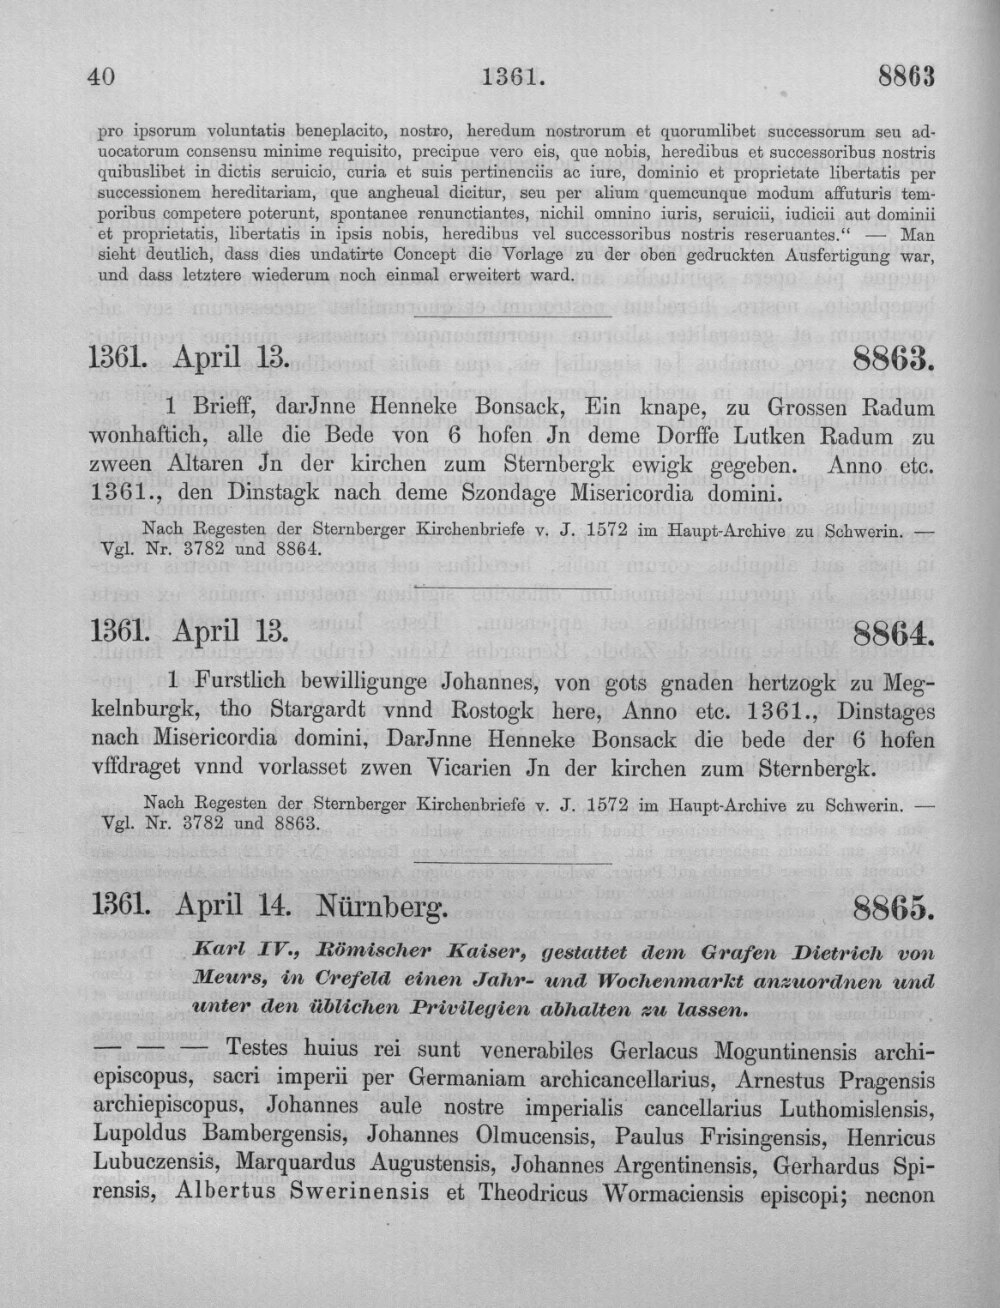 40 1361. 8863
pro ipsorum voluntatis beneplacito, nostro, heredum nostrorum et quorumlibet successorum seu ad-
uocatorum consensu minime requisito, precipue vero eis, que nobis, heredibus et successoribus nostris
quibuslibet in dictis seruicio, curia et suis pertinenciis ac iure, dominio et proprietate libertatis per
successionem hereditariam, que angheual dicitur, seu per alium quemcunque modum affuturis tem-
poribus competere poterunt, spontanee renunctiantes, nichil omnino iuris, seruicii, iudicii aut dominii
et proprietatis, libertatis in ipsis nobis, heredibus vel successoribus nostris reseruantes.“ — Man
sieht deutlich, dass dies undatirte Concept die Vorlage zu der oben gedruckten Ausfertigung war,
und dass letztere wiederum noch einmal erweitert ward.
1361. April 13. 8863.
1 Brieff, darJnne Henneke Bonsack, Ein knape, zu Grossen Radum
wonhaftich, alle die Bede von 6 hofen Jn deme Dorffe Lutken Radum zu
zween Altaren Jn der kirchen zum Sternbergk ewigk gegeben. Anno etc.
1361., den Dinstagk nach deme Szondage Misericordia domini.
Nach Regesten der Sternberger Kirchenbriefe v. J. 1572 im Haupt-Archive zu Schwerin. —
Vgl. Nr. 3782 und 8864.
1361. April 13. 8864.
1 Furstlich bewilligunge Johannes, von gots gnaden hertzogk zu Meg-
kelnburgk, tho Stargardt vnnd Rostogk here, Anno etc. 1361., Dinstages
nach Misericordia domini, DarJnne Henneke Bonsack die bede der 6 hofen
vffdraget vnnd vorlasset zwen Vicarien Jn der kirchen zum Sternbergk.
Nach Regesten der Sternberger Kirchenbriefe v. J. 1572 im Haupt-Archive zu Schwerin. —
Vgl. Nr. 3782 und 8863.
1361. April 14. Nürnberg. 8865.
Karl IV., Römischer Kaiser, gestattet dem Grafen Dietrich von
Meurs, in Crefeld einen Jahr- und Wochenmarkt anzuordnen und
unter den üblichen Privilegien abhalten zu lassen.
— — — Testes huius rei sunt venerabiles Gerlacus Moguntinensis archi-
episcopus, sacri imperii per Germaniam archicancellarius, Arnestus Pragensis
archiepiscopus, Johannes aule nostre imperialis cancellarius Luthomislensis,
Lupoldus Bambergensis, Johannes Olmucensis, Paulus Frisingensis, Henricus
Lubuczensis, Marquardus Augustensis, Johannes Argentinensis, Gerhardus Spi-
rensis, Albertus Swerinensis et Theodricus Wormaciensis episcopi; necnon